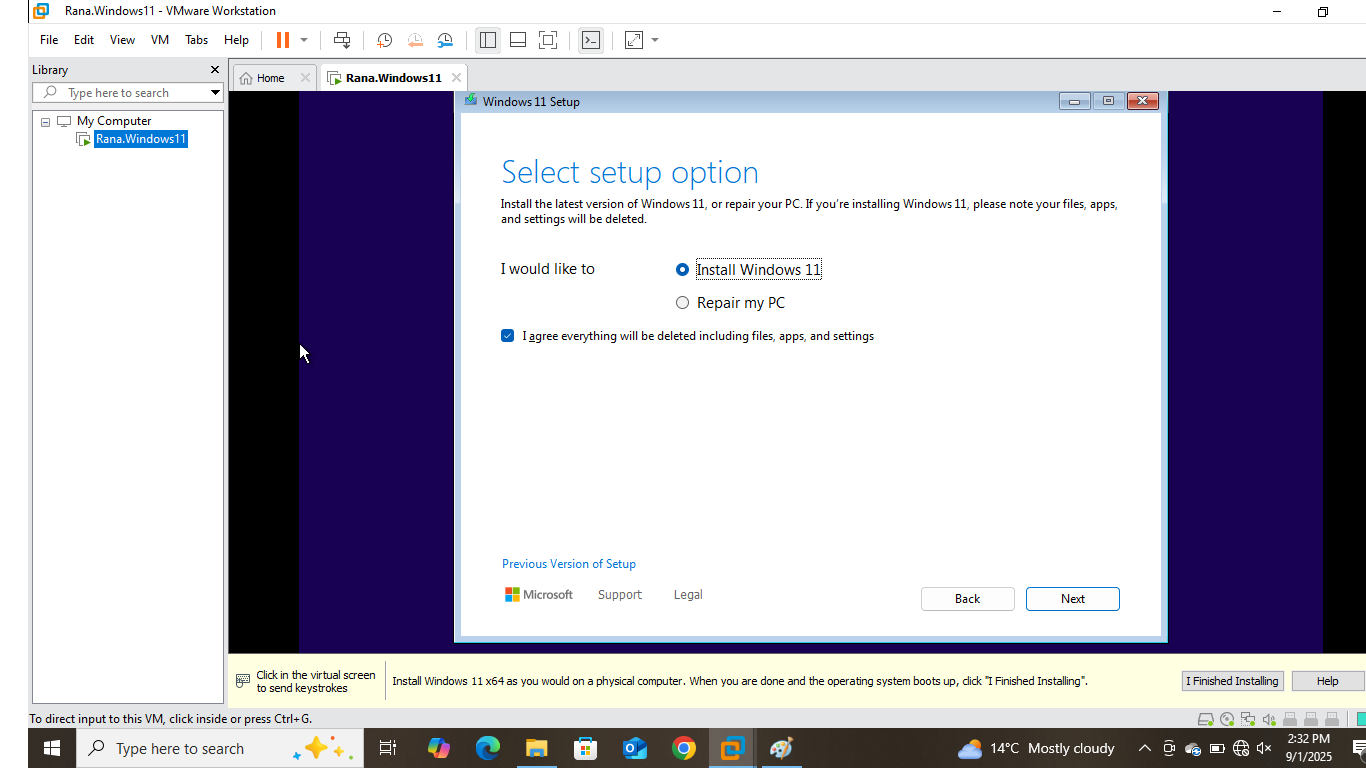 Rana.Windows11 - VMware Workstation
File Edit View VM Tabs Help
Library
Home
Rana.Windows11
Type here to search
My Computer
Rana.Windows11
Windows 11 Setup
Select setup option
Install the latest version of Windows 11, or repair your PC. If you're installing Windows 11, please note your files, apps,
and settings will be deleted.
I would like to
Install Windows 11
Repair my PC
I agree everything will be deleted including files, apps, and settings
Previous Version of Setup
Microsoft Support Legal
Back Next
Click in the virtual screen
to send keystrokes
Install Windows 11 x64 as you would on a physical computer. When you are done and the operating system boots up, click "I Finished Installing".
I Finished Installing Help
To direct input to this VM, click inside or press Ctrl+G.
Type here to search
14°C Mostly cloudy
2:32 PM
9/1/2025